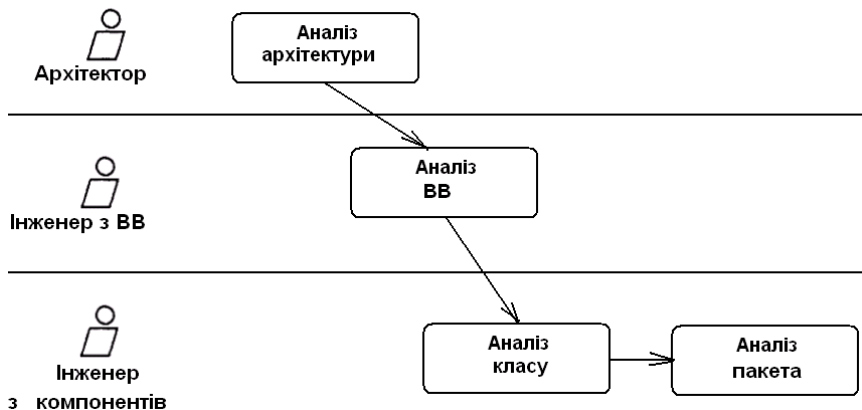 Аналіз
архітектури
Архітектор
Аналіз
ВВ
Інженер з ВВ
Аналіз
класу
Аналіз
пакета
Інженер
з компонентів